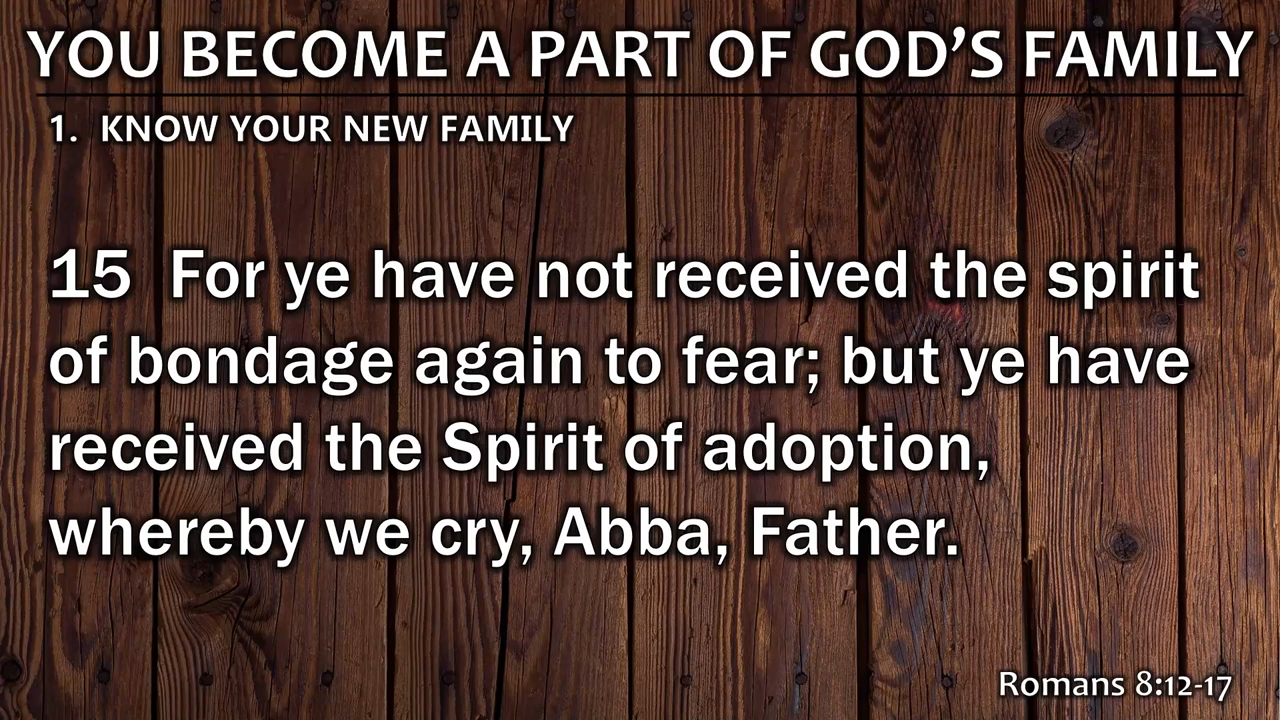 YOU BECOME A PART OF GOD’S FAMILY
1. KNOW YOUR NEW FAMILY
15 For ye have not received the spirit
of bondage again to fear; but ye have
received the Spirit of adoption,
whereby we cry, Abba, Father.
Romans 8:12-17